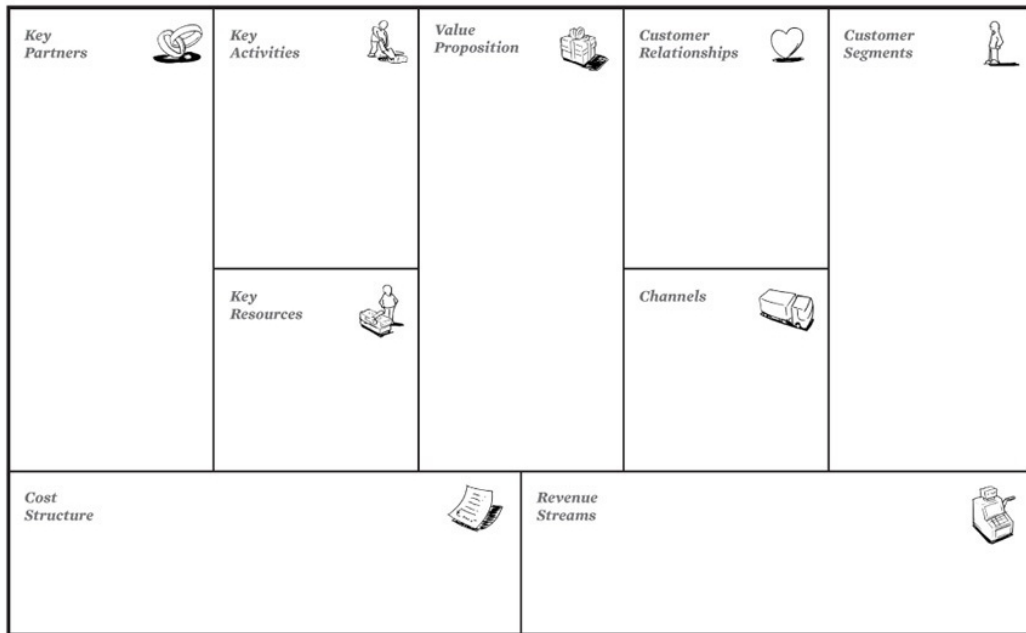 Key
Partners
Key
Activities
Value
Proposition
Customer
Relationships
Customer
Segments
Key
Resources
Channels
Cost
Structure
Revenue
Streams